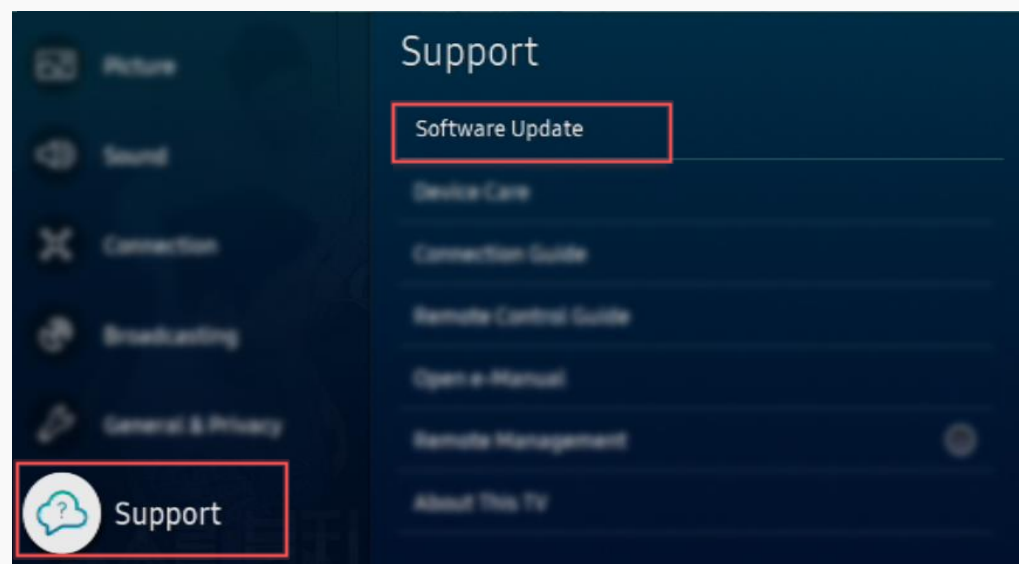 Picture
Sound
Connection
Broadcasting
General & Privacy
Support
Support
Software Update
Device Care
Connection Guide
Remote Control Guide
Open e-Manual
Remote Management
About This TV